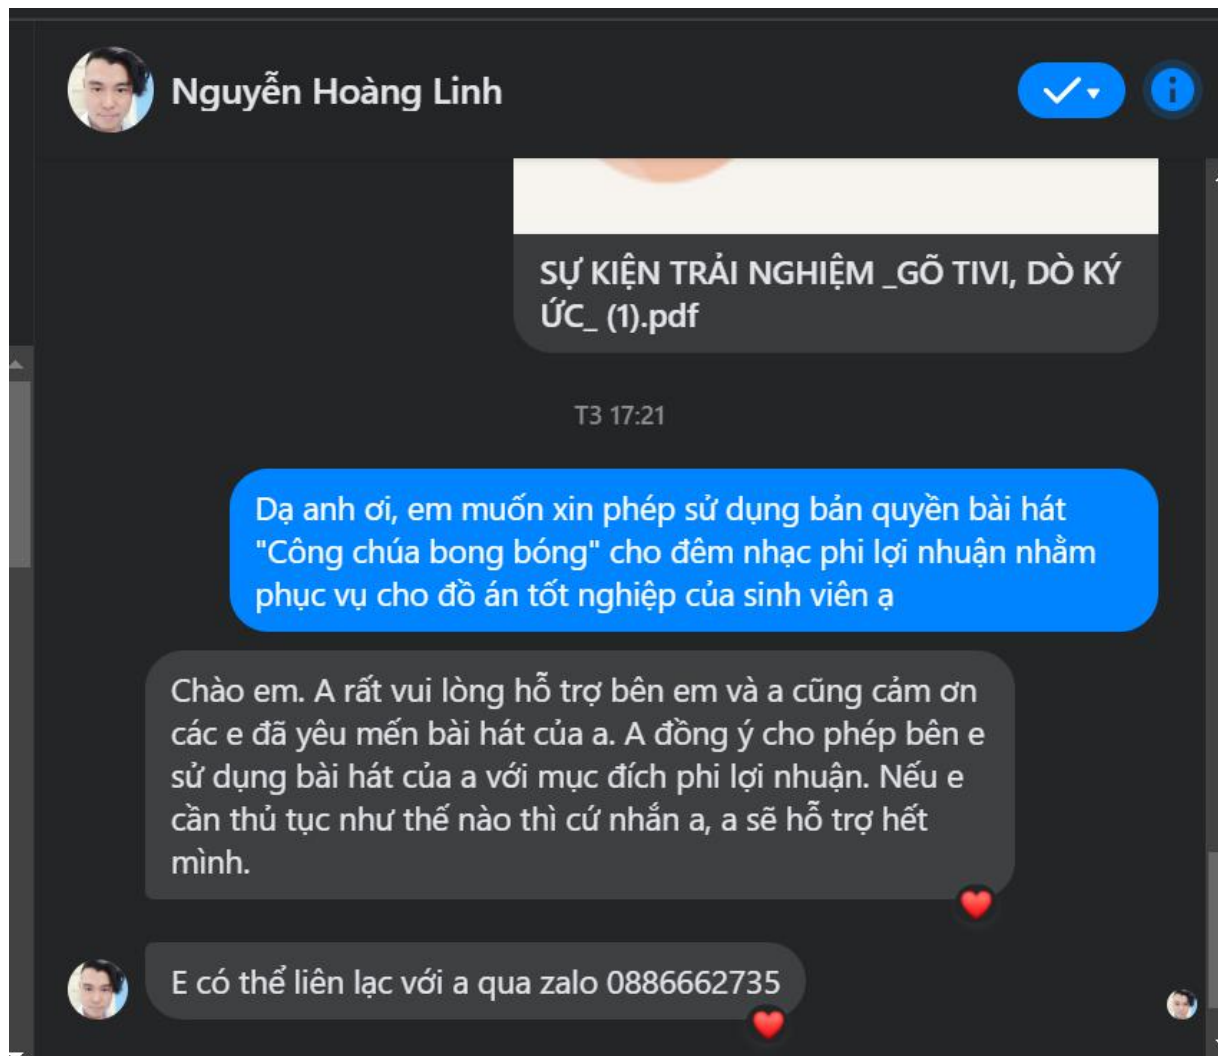 Nguyễn Hoàng Linh
SỰ KIỆN TRẢI NGHIỆM _GÕ TIVI, DÒ KÝ
ỨC_ (1).pdf
T3 17:21
Dạ anh ơi, em muốn xin phép sử dụng bản quyền bài hát
"Công chúa bong bóng" cho đêm nhạc phi lợi nhuận nhằm
phục vụ cho đồ án tốt nghiệp của sinh viên ạ
Chào em. A rất vui lòng hỗ trợ bên em và a cũng cảm ơn
các e đã yêu mến bài hát của a. A đồng ý cho phép bên e
sử dụng bài hát của a với mục đích phi lợi nhuận. Nếu e
cần thủ tục như thế nào thì cứ nhắn a, a sẽ hỗ trợ hết
mình.
E có thể liên lạc với a qua zalo 0886662735